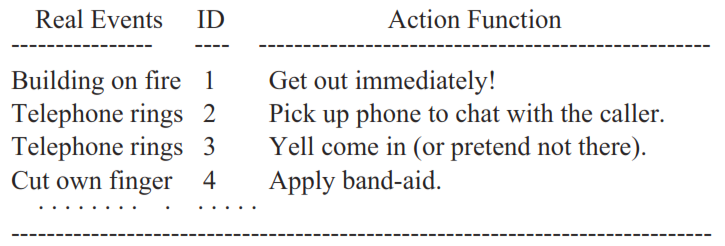 Real Events ID Action Function
---------------- ---- ---------------------------------------------------
Building on fire 1 Get out immediately!
Telephone rings 2 Pick up phone to chat with the caller.
Telephone rings 3 Yell come in (or pretend not there).
Cut own finger 4 Apply band-aid.
. . . . . . . . . . . . . .
-------------------------------------------------------------------------------